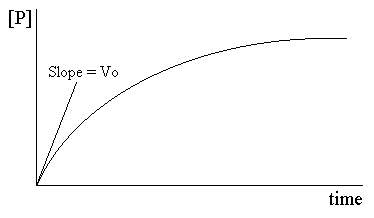 [P]
Slope = Vo
time